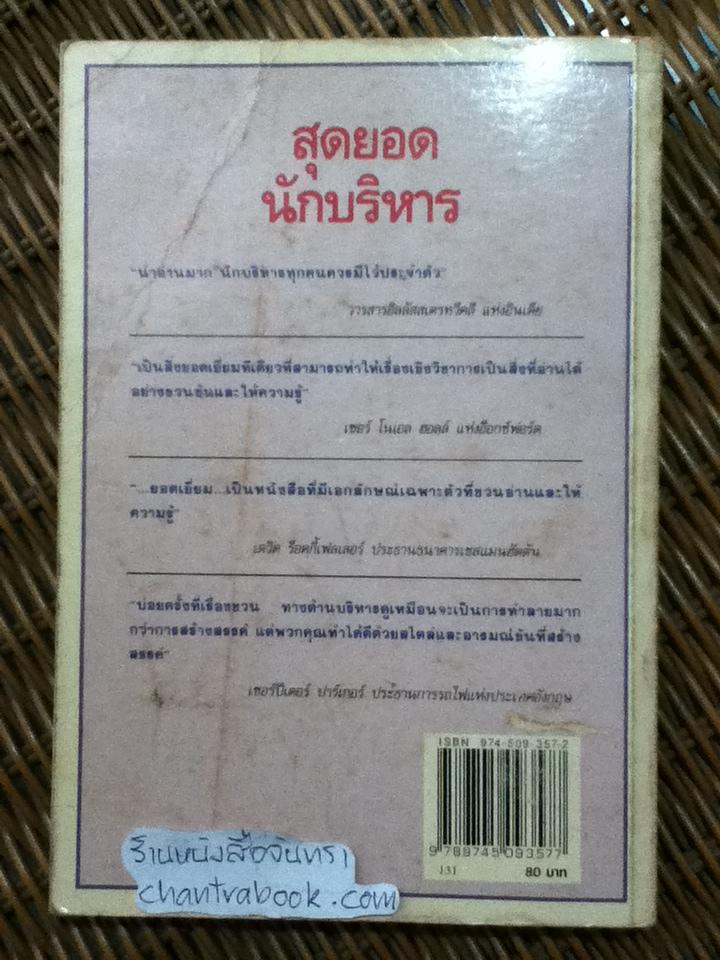 สุดยอด
นักบริหาร
"น่าอ่านมาก นักบริหารทุกคนควรมีไว้ประจำตัว"
วารสารอิลลัสสเตรทวีคลี แห่งอินเดีย
"เป็นสิ่งยอดเยี่ยมทีเดียวที่สามารถทำให้เรื่องเชิงวิชาการเป็นสิ่งที่อ่านได้
อย่างชวนขันและให้ความรู้"
เซอร์ โนเอล ฮอลล์ แห่งอ๊อกซ์ฟอร์ด
"...ยอดเยี่ยม...เป็นหนังสือที่มีเอกลักษณ์เฉพาะตัวที่ชวนอ่านและให้
ความรู้"
เดวิด ร็อคกี้เฟลเลอร์ ประธานธนาคารเชสแมนฮัตตัน
"บ่อยครั้งที่เรื่องชวน ทางด้านบริหารดูเหมือนจะเป็นการทำลายมาก
กว่าการสร้างสรรค์ แต่พวกคุณทำได้ดีด้วยสไตล์และอารมณ์ขันที่สร้าง
สรรค์"
เซอร์ปีเตอร์ ปาร์เกอร์ ประธานการรถไฟแห่งประเทศอังกฤษ
ISBN 974-509-357-2
9 789745 093577
131 80 บาท
ร้านหนังสือจันทรา
chantrabook.com